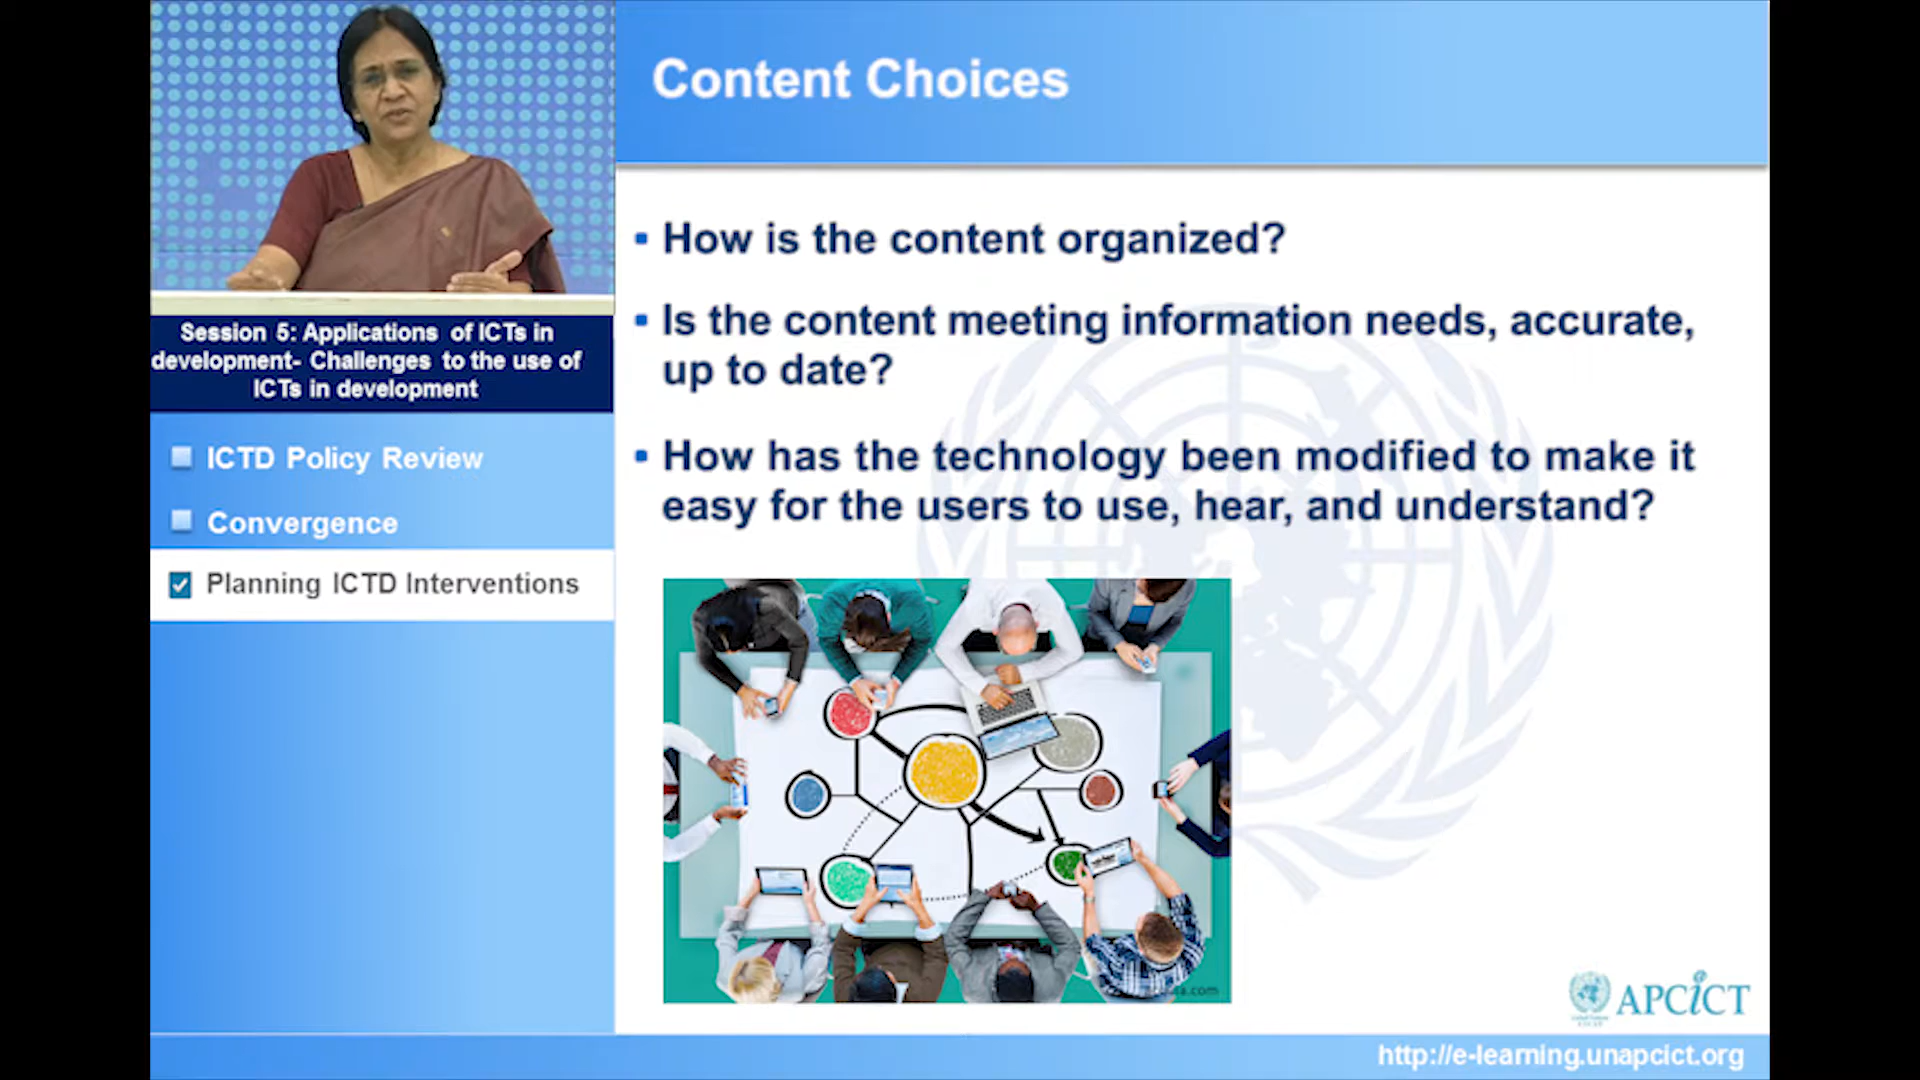 Content Choices
Session 5: Applications of ICTs in
development- Challenges to the use of
ICTs in development
ICTD Policy Review
Convergence
Planning ICTD Interventions
▪ How is the content organized?
▪ Is the content meeting information needs, accurate,
up to date?
▪ How has the technology been modified to make it
easy for the users to use, hear, and understand?
APCiCT
http://e-learning.unapcict.org